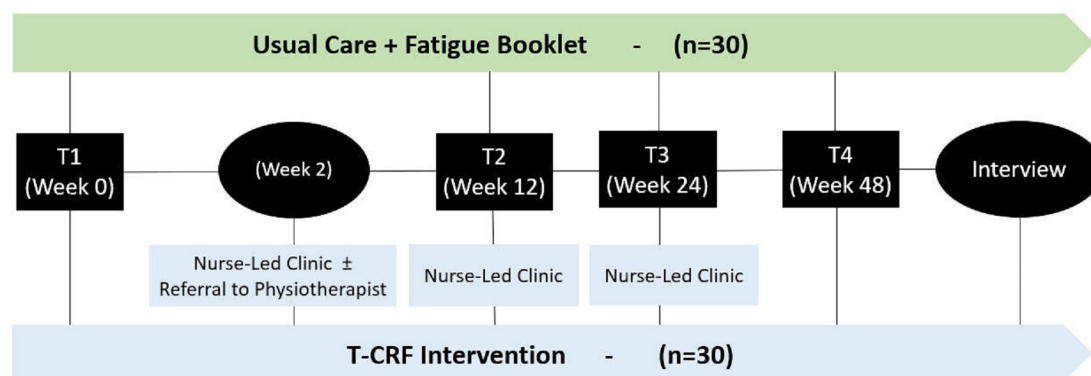 Usual Care + Fatigue Booklet - (n=30)
T1
(Week 0)
(Week 2)
T2
(Week 12)
T3
(Week 24)
T4
(Week 48)
Interview
Nurse-Led Clinic ±
Referral to Physiotherapist
Nurse-Led Clinic
Nurse-Led Clinic
T-CRF Intervention - (n=30)